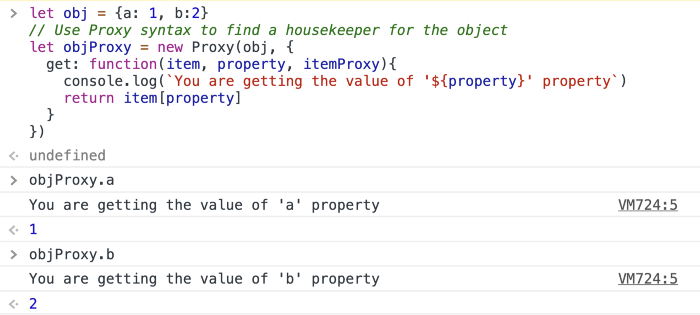 > let obj = {a: 1, b:2}
// Use Proxy syntax to find a housekeeper for the object
let objProxy = new Proxy(obj, {
  get: function(item, property, itemProxy){
    console.log(`You are getting the value of '${property}' property`)
    return item[property]
  }
})
undefined
> objProxy.a
You are getting the value of 'a' property VM724:5
1
> objProxy.b
You are getting the value of 'b' property VM724:5
2